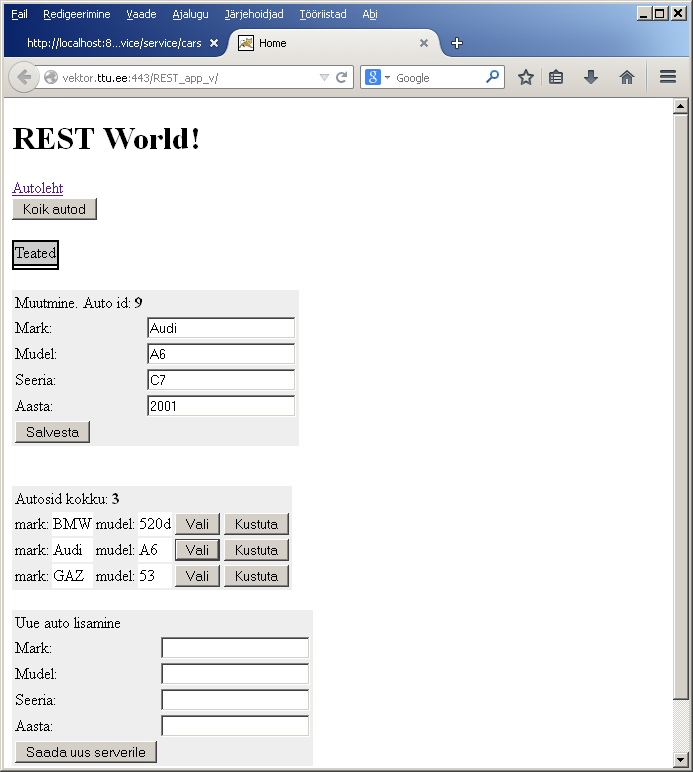 Fail Redigeerimine Vaade Ajalugu Järjehoidjad Tööriistad Abi
http://localhost:8...vice/service/cars Home
vektor.ttu.ee:443/REST_app_v/ Google
REST World!
Autoleht
Koik autod
Teated
Muutmine. Auto id: 9
Mark: Audi
Mudel: A6
Seeria: C7
Aasta: 2001
Salvesta
Autosid kokku: 3
mark: BMW mudel: 520d Vali Kustuta
mark: Audi mudel: A6 Vali Kustuta
mark: GAZ mudel: 53 Vali Kustuta
Uue auto lisamine
Mark:
Mudel:
Seeria:
Aasta:
Saada uus serverile